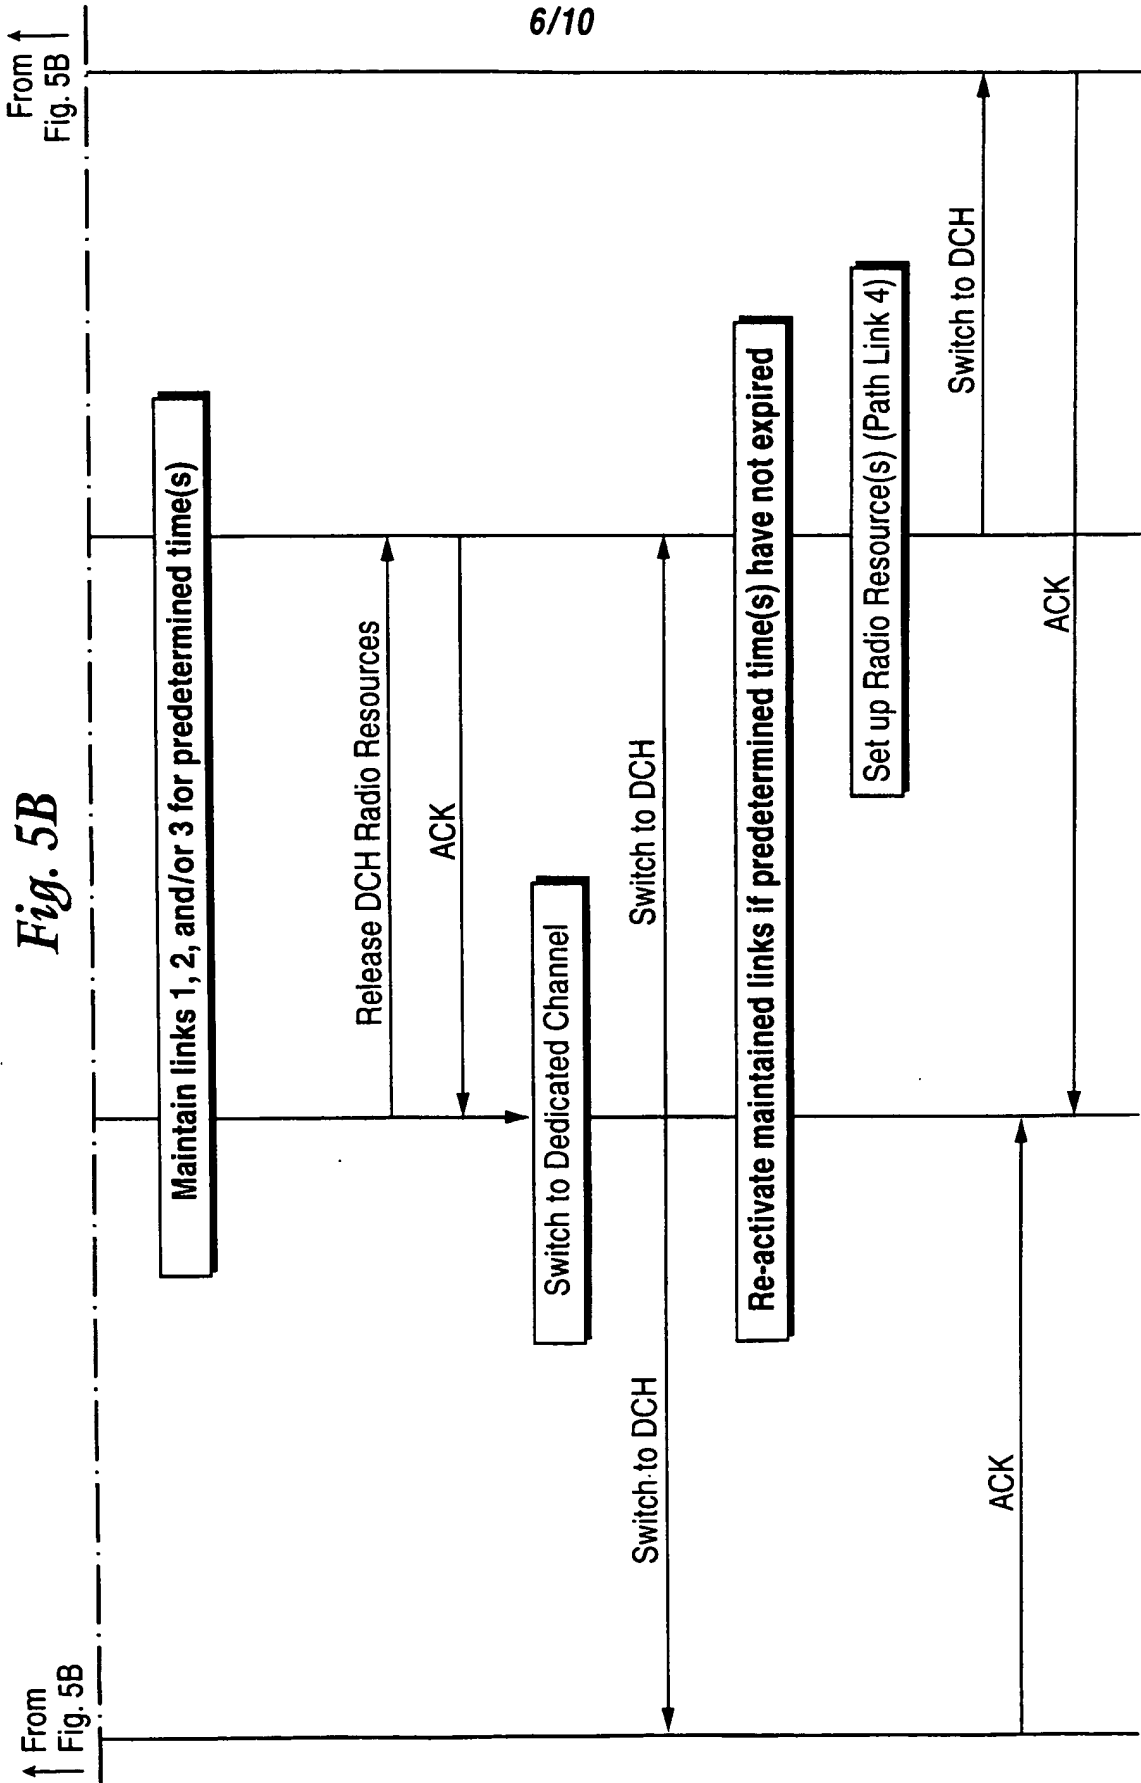 6/10
Fig. 5B
From
Fig. 5B
From
Fig. 5B
Maintain links 1, 2, and/or 3 for predetermined time(s)
Release DCH Radio Resources
ACK
Switch to Dedicated Channel
Switch to DCH
Switch to DCH
Re-activate maintained links if predetermined time(s) have not expired
Set up Radio Resource(s) (Path Link 4)
Switch to DCH
ACK
ACK